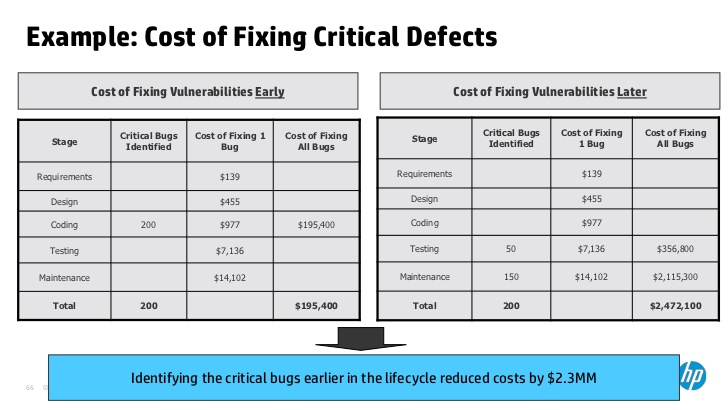 Example: Cost of Fixing Critical Defects
Cost of Fixing Vulnerabilities Early
Stage Critical Bugs Identified Cost of Fixing 1 Bug Cost of Fixing All Bugs
Requirements $139
Design $455
Coding 200 $977 $195,400
Testing $7,136
Maintenance $14,102
Total 200 $195,400
Cost of Fixing Vulnerabilities Later
Stage Critical Bugs Identified Cost of Fixing 1 Bug Cost of Fixing All Bugs
Requirements $139
Design $455
Coding $977
Testing 50 $7,136 $356,800
Maintenance 150 $14,102 $2,115,300
Total 200 $2,472,100
Identifying the critical bugs earlier in the lifecycle reduced costs by $2.3MM
66 ©
hp